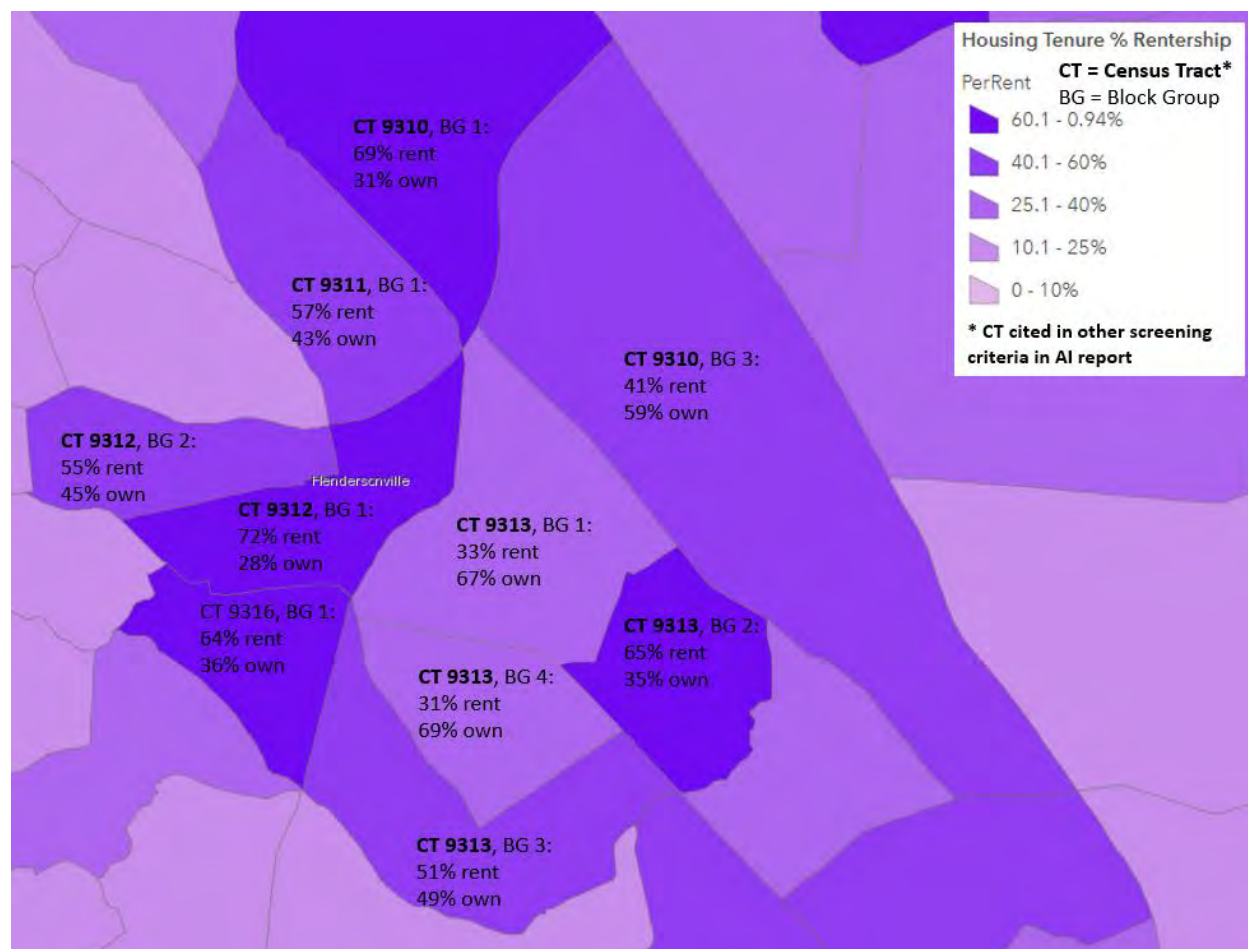 Housing Tenure % Rentership
PerRent
CT = Census Tract*
BG = Block Group
60.1 - 0.94%
40.1 - 60%
25.1 - 40%
10.1 - 25%
0 - 10%
* CT cited in other screening
criteria in AI report
CT 9310, BG 1:
69% rent
31% own
CT 9311, BG 1:
57% rent
43% own
CT 9310, BG 3:
41% rent
59% own
CT 9312, BG 2:
55% rent
45% own
Hendersonville
CT 9312, BG 1:
72% rent
28% own
CT 9313, BG 1:
33% rent
67% own
CT 9316, BG 1:
64% rent
36% own
CT 9313, BG 2:
65% rent
35% own
CT 9313, BG 4:
31% rent
69% own
CT 9313, BG 3:
51% rent
49% own